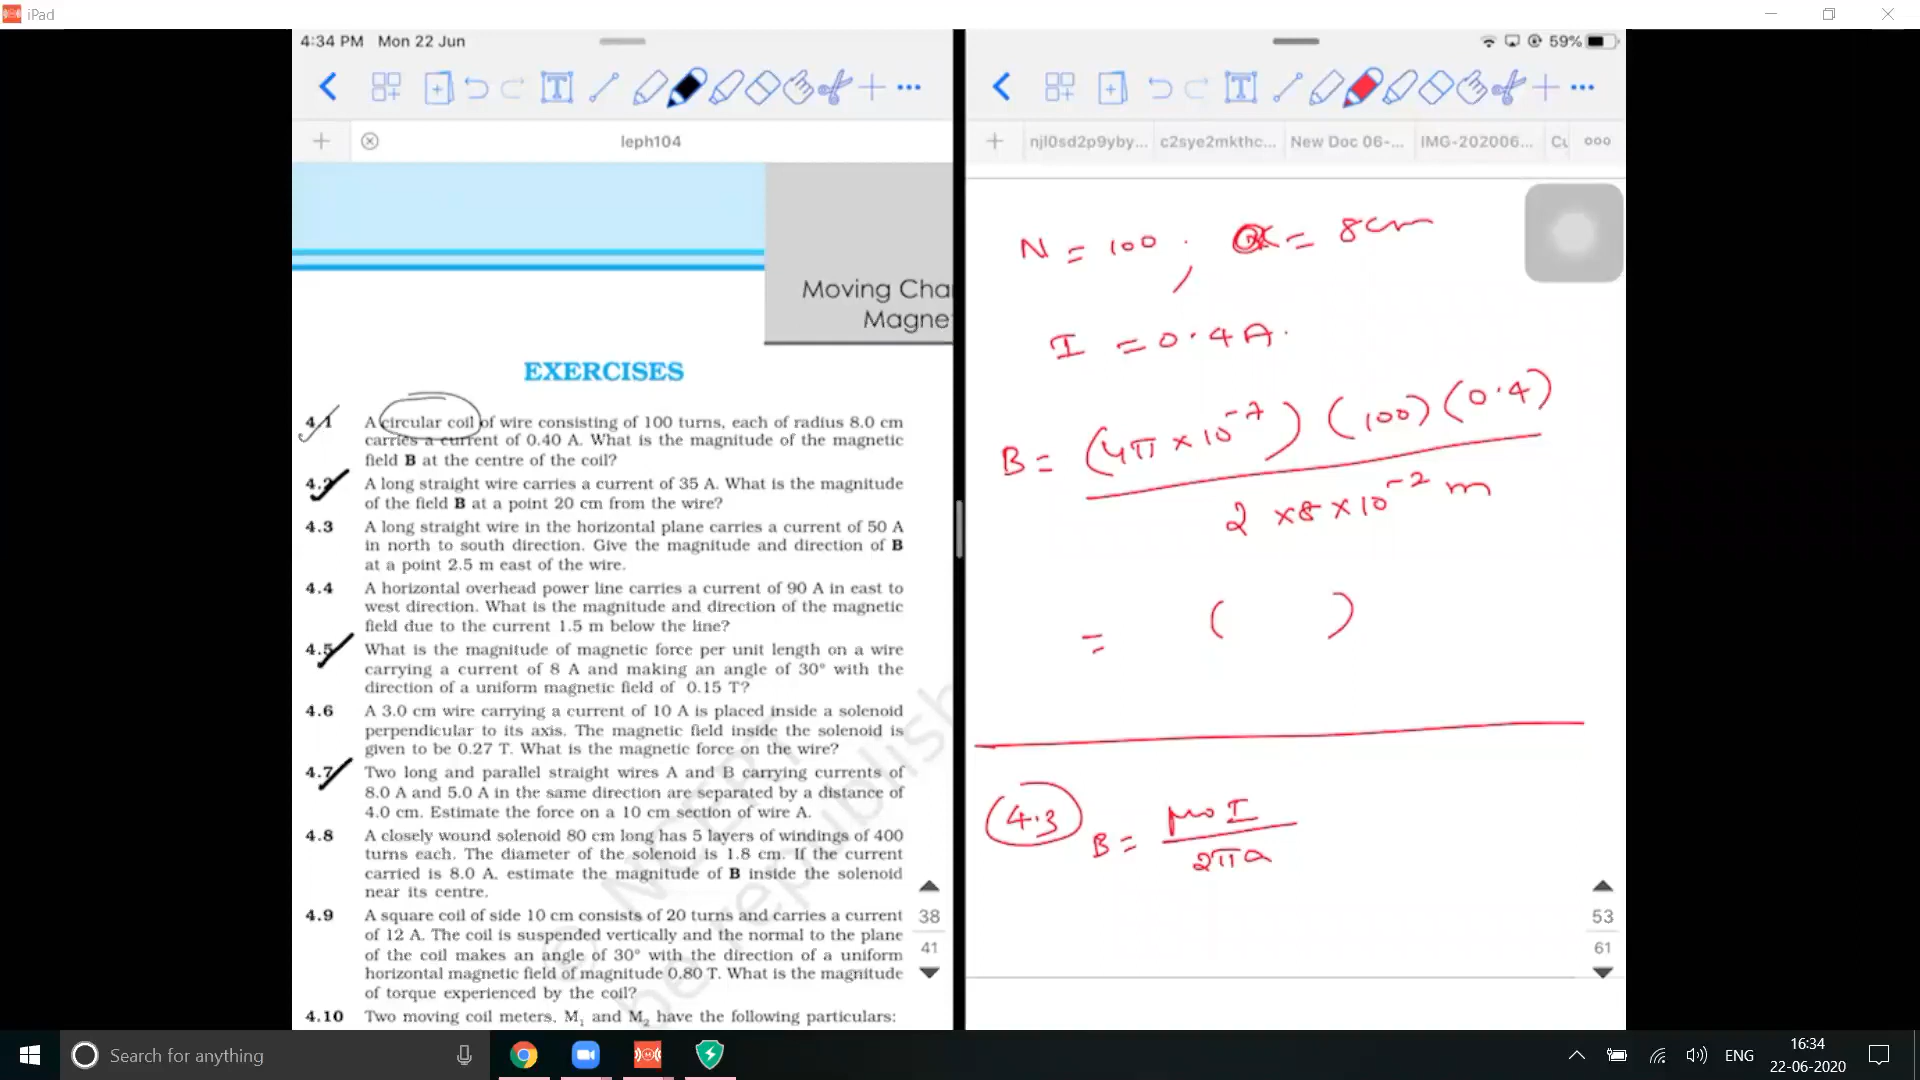 iPad
4:34 PM Mon 22 Jun
59%
leph104
njl0sd2p9yby... c2sye2mkthc... New Doc 06-... IMG-202006... Cu
Moving Cha
Magne
EXERCISES
4.1 A circular coil of wire consisting of 100 turns, each of radius 8.0 cm
carries a current of 0.40 A. What is the magnitude of the magnetic
field B at the centre of the coil?
4.2 A long straight wire carries a current of 35 A. What is the magnitude
of the field B at a point 20 cm from the wire?
4.3 A long straight wire in the horizontal plane carries a current of 50 A
in north to south direction. Give the magnitude and direction of B
at a point 2.5 m east of the wire.
4.4 A horizontal overhead power line carries a current of 90 A in east to
west direction. What is the magnitude and direction of the magnetic
field due to the current 1.5 m below the line?
4.5 What is the magnitude of magnetic force per unit length on a wire
carrying a current of 8 A and making an angle of 30° with the
direction of a uniform magnetic field of 0.15 T?
4.6 A 3.0 cm wire carrying a current of 10 A is placed inside a solenoid
perpendicular to its axis. The magnetic field inside the solenoid is
given to be 0.27 T. What is the magnetic force on the wire?
4.7 Two long and parallel straight wires A and B carrying currents of
8.0 A and 5.0 A in the same direction are separated by a distance of
4.0 cm. Estimate the force on a 10 cm section of wire A.
4.8 A closely wound solenoid 80 cm long has 5 layers of windings of 400
turns each. The diameter of the solenoid is 1.8 cm. If the current
carried is 8.0 A, estimate the magnitude of B inside the solenoid
near its centre.
4.9 A square coil of side 10 cm consists of 20 turns and carries a current
of 12 A. The coil is suspended vertically and the normal to the plane
of the coil makes an angle of 30° with the direction of a uniform
horizontal magnetic field of magnitude 0.80 T. What is the magnitude
of torque experienced by the coil?
4.10 Two moving coil meters, M₁ and M₂ have the following particulars:
© NCERT
be republish
38
41
N = 100 , = 8cm
I = 0.4 A.
B = (4π × 10⁻⁷) (100) (0.4)
2 × 8 × 10⁻² m
= ( )
4.3 B = μ₀ I
2πa
53
61
Search for anything
ENG
16:34
22-06-2020